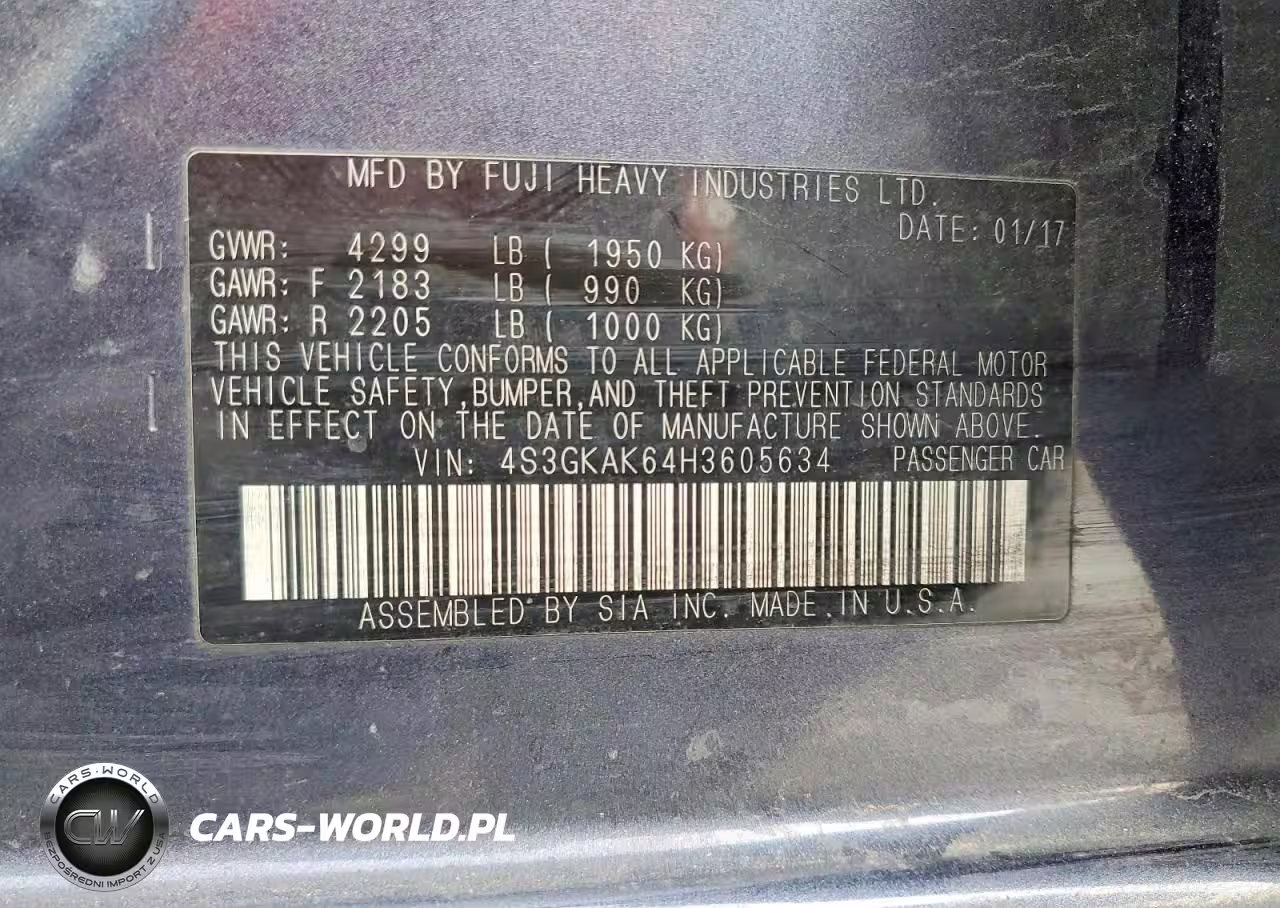 MFD BY FUJI HEAVY INDUSTRIES LTD.
DATE: 01/17
GVWR: 4299 LB ( 1950 KG)
GAWR: F 2183 LB ( 990 KG)
GAWR: R 2205 LB ( 1000 KG)
THIS VEHICLE CONFORMS TO ALL APPLICABLE FEDERAL MOTOR
VEHICLE SAFETY,BUMPER,AND THEFT PREVENTION STANDARDS
IN EFFECT ON THE DATE OF MANUFACTURE SHOWN ABOVE.
VIN: 4S3GKAK64H3605634 PASSENGER CAR
ASSEMBLED BY SIA INC. MADE IN U.S.A.
CARS-WORLD
CW
BEZPOŚREDNI IMPORT Z USA
CARS-WORLD.PL